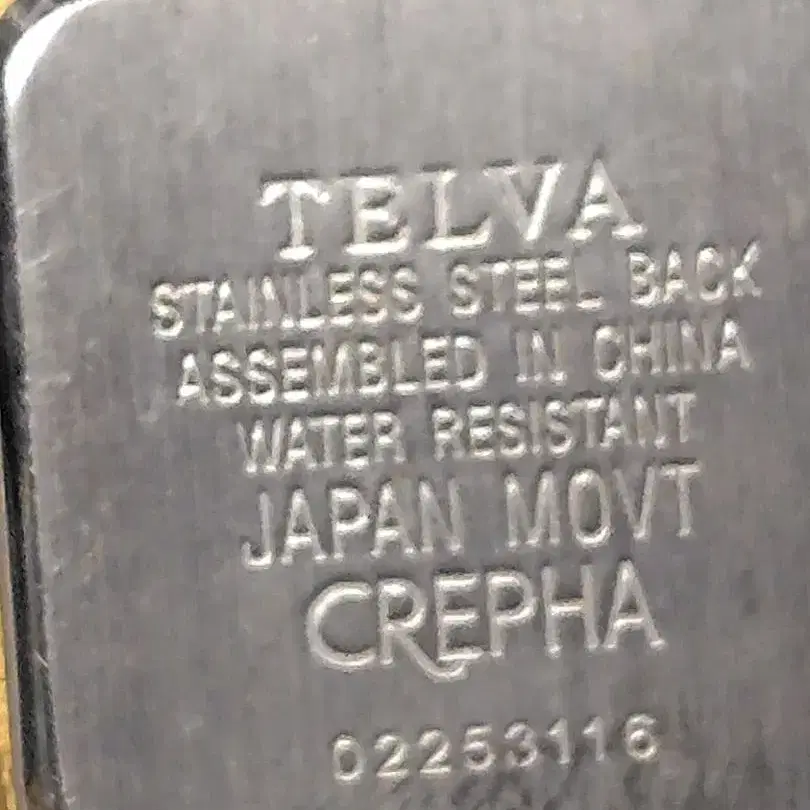 TELVA
STAINLESS STEEL BACK
ASSEMBLED IN CHINA
WATER RESISTANT
JAPAN MOVT
CREPHA
02253116